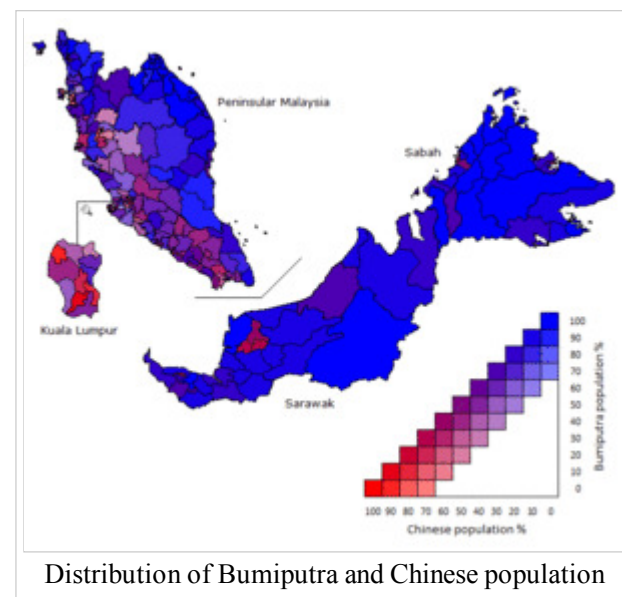 Peninsular Malaysia
Sabah
Kuala Lumpur
Sarawak
100
90
80
70
60
50
40
30
20
10
0
Bumiputra population %
100 90 80 70 60 50 40 30 20 10 0
Chinese population %
Distribution of Bumiputra and Chinese population